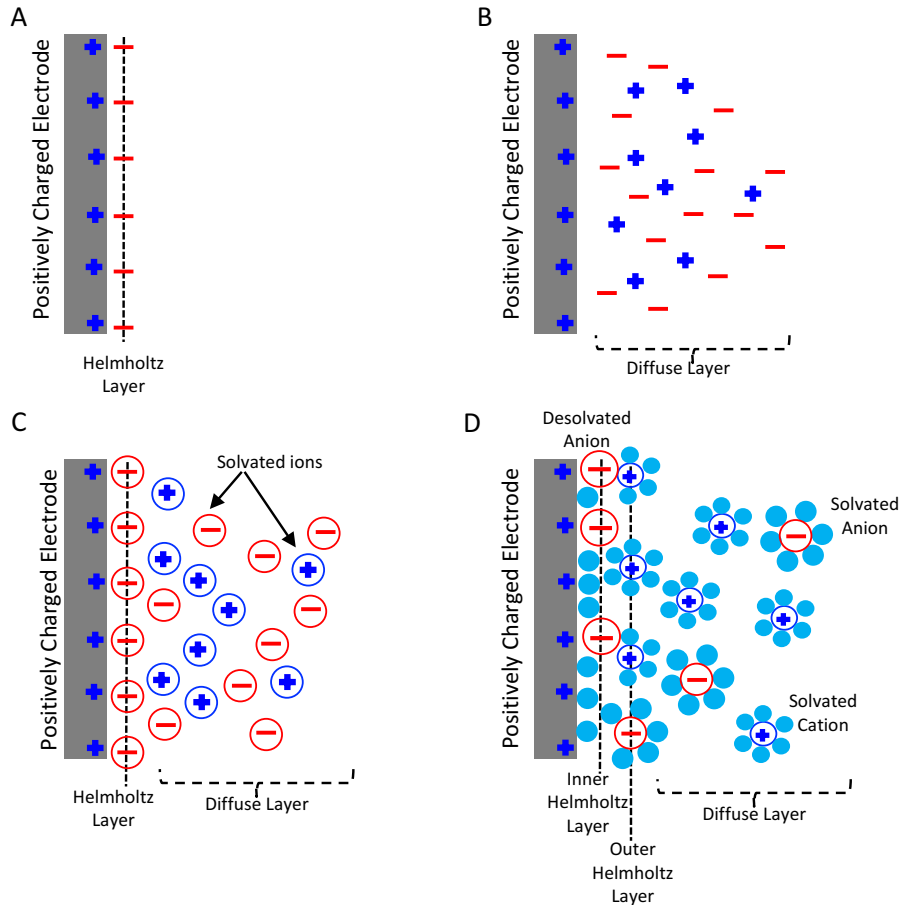 A
Positively Charged Electrode
Helmholtz
Layer
B
Positively Charged Electrode
Diffuse Layer
C
Positively Charged Electrode
Solvated ions
Helmholtz
Layer
Diffuse Layer
D
Desolvated
Anion
Positively Charged Electrode
Solvated
Anion
Solvated
Cation
Inner
Helmholtz
Layer
Diffuse Layer
Outer
Helmholtz
Layer